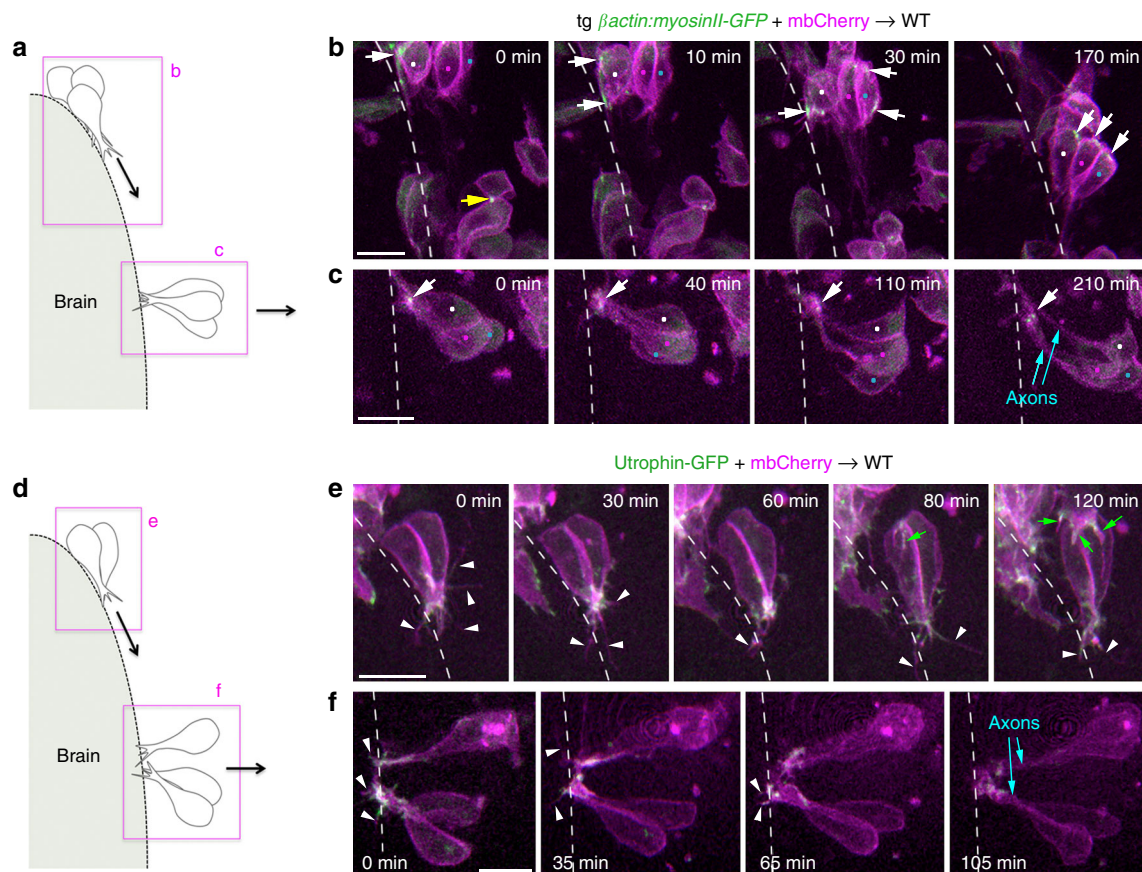 tg βactin:myosinII-GFP + mbCherry → WT
a
b
Brain
c
b
0 min
10 min
30 min
170 min
c
0 min
40 min
110 min
210 min
Axons
Utrophin-GFP + mbCherry → WT
d
e
Brain
f
e
0 min
30 min
60 min
80 min
120 min
f
0 min
35 min
65 min
Axons
105 min